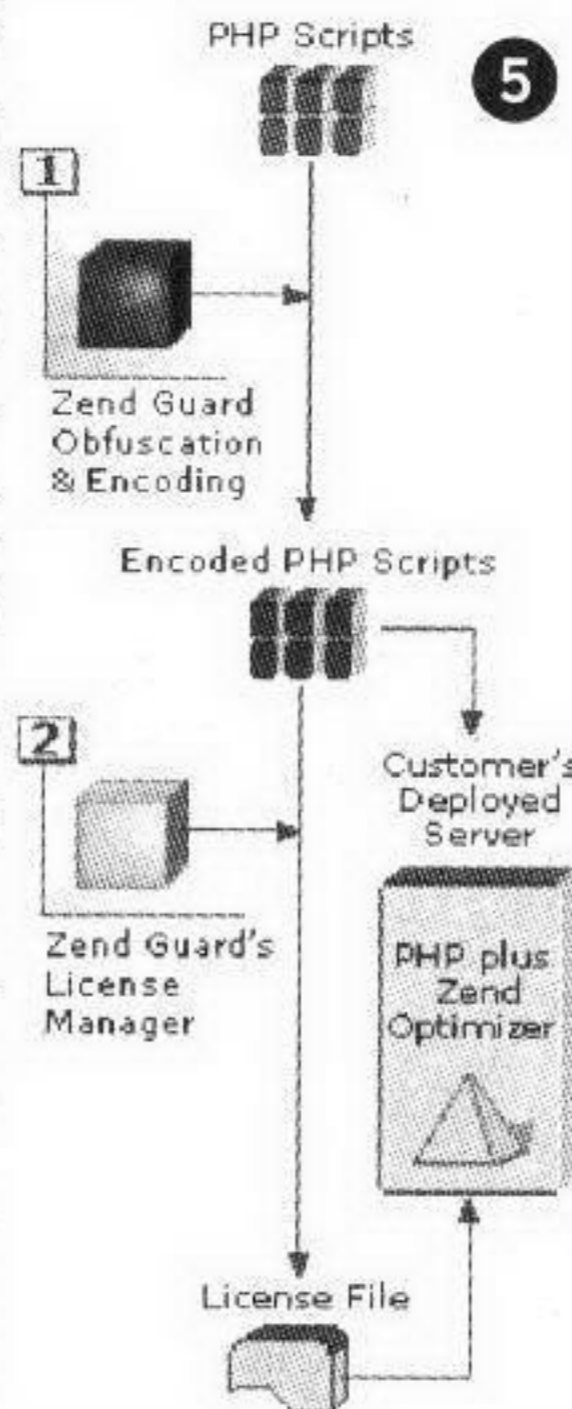 PHP Scripts
5
1
Zend Guard
Obfuscation
& Encoding
Encoded PHP Scripts
2
Customer's
Deployed
Server
Zend Guard's
License
Manager
PHP plus
Zend
Optimizer
License File